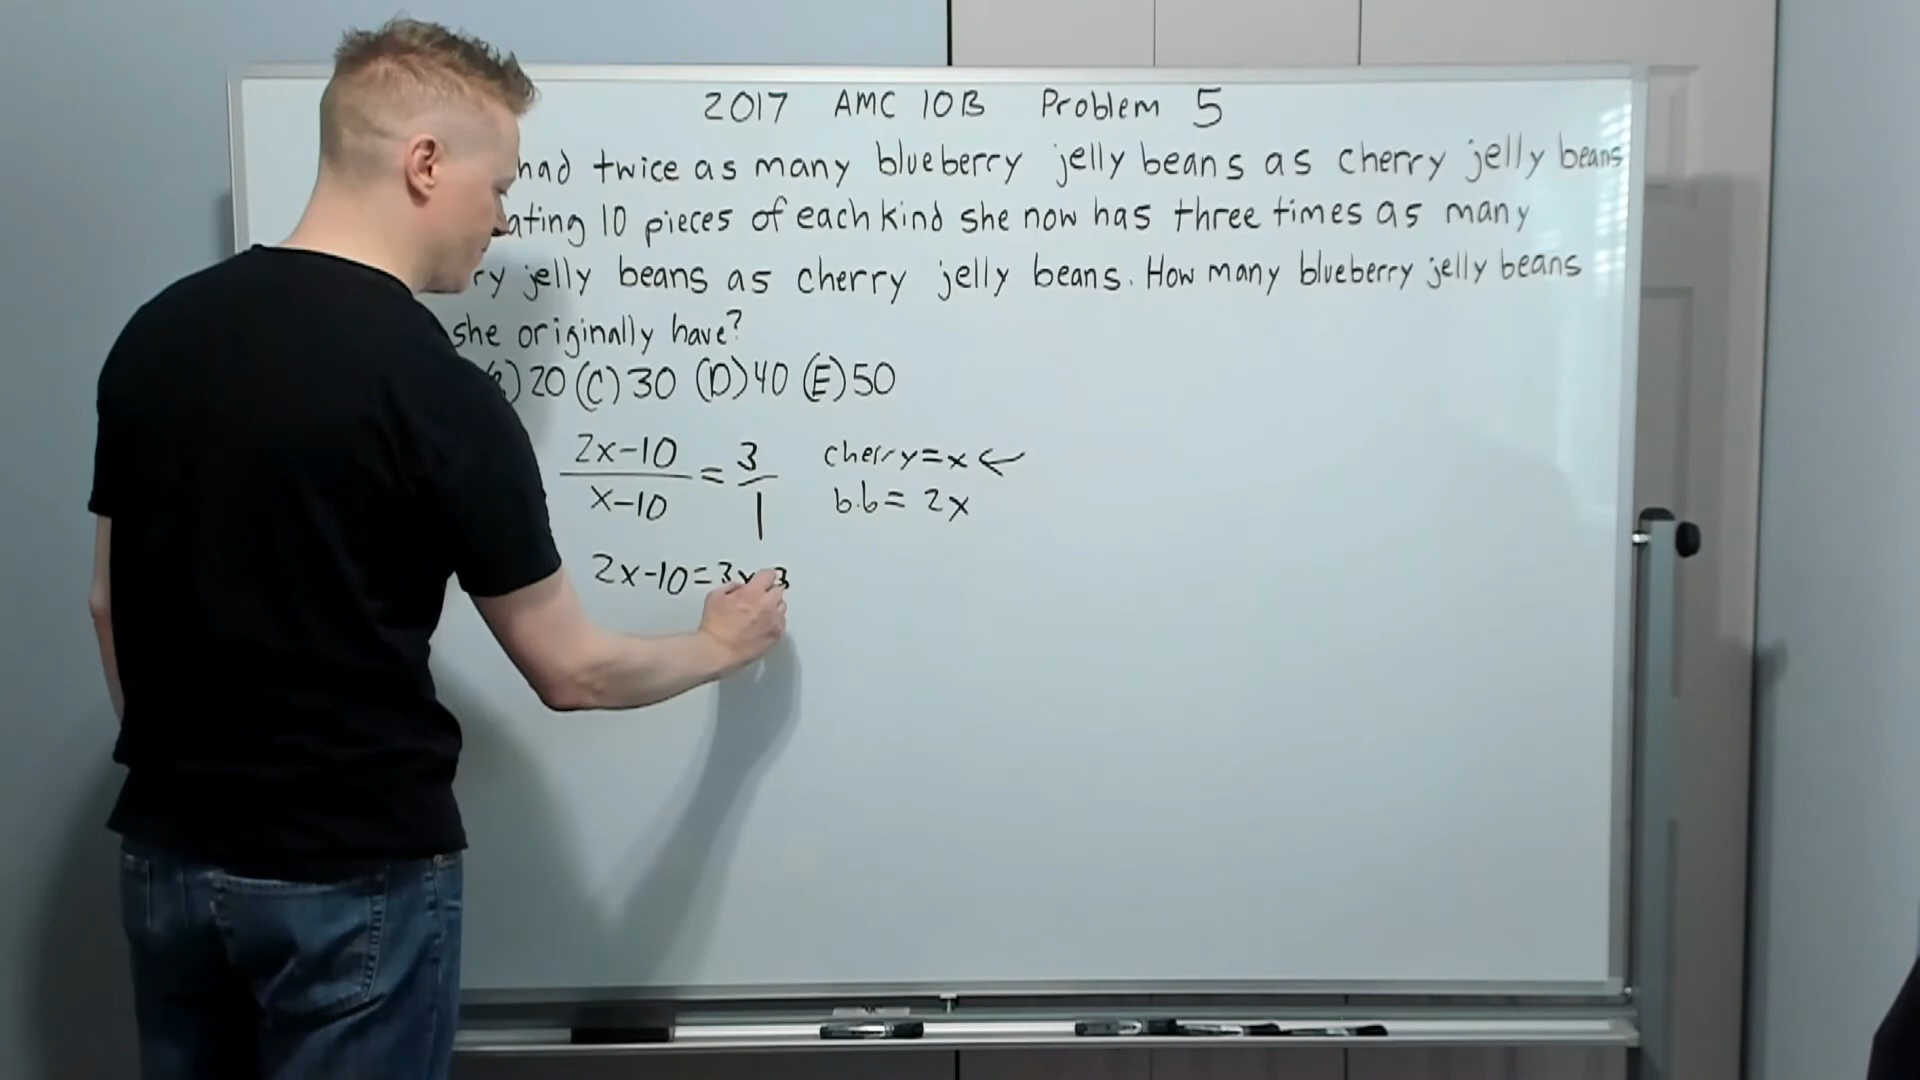 2017 AMC 10B Problem 5
had twice as many blueberry jelly beans as cherry jelly beans
10 pieces of each kind she now has three times as many
jelly beans as cherry jelly beans. How many blueberry jelly beans
she originally have?
20 (C) 30 (D) 40 (E) 50
2x-10
x-10
= 3
1
cherry=x ←
b.b= 2x
2x-10=3x-3